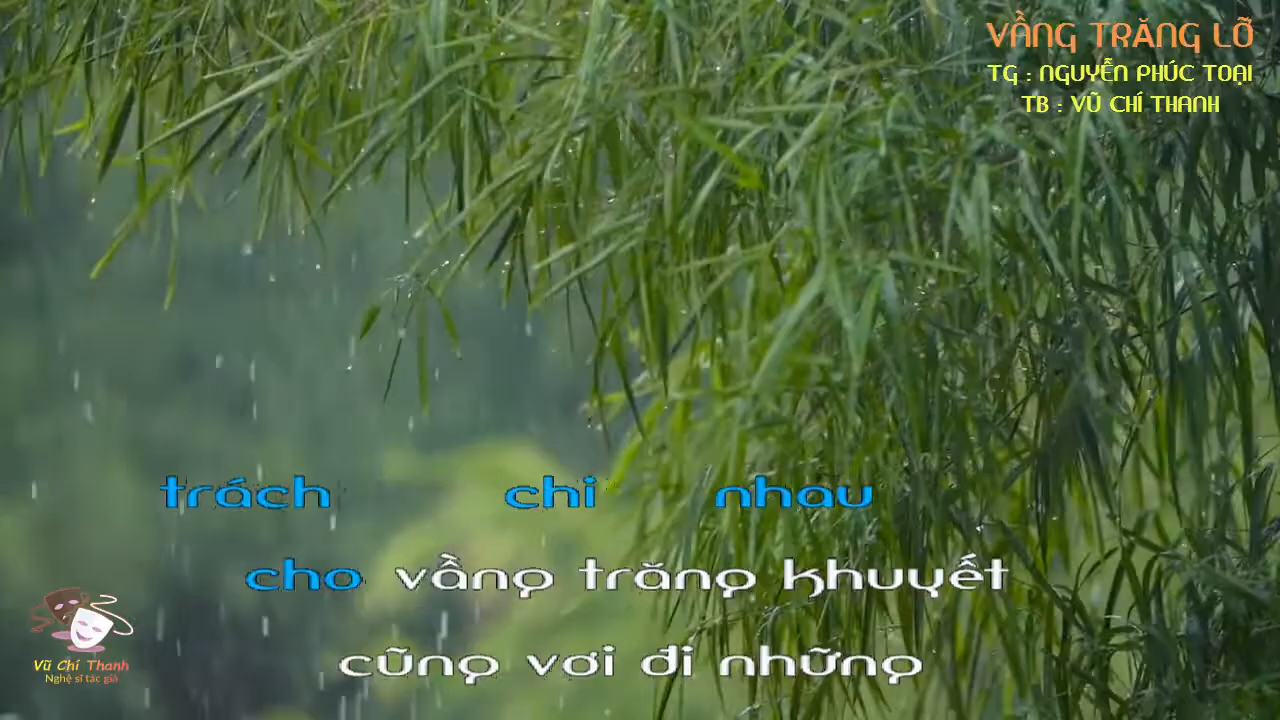 VẦNG TRĂNG LỠ
TG : NGUYỄN PHÚC TOẠI
TB : VŨ CHÍ THANH
trách chi nhau
cho vầng trăng khuyết
cũng vơi đi những
Vũ Chí Thanh
Nghệ sĩ tác giả